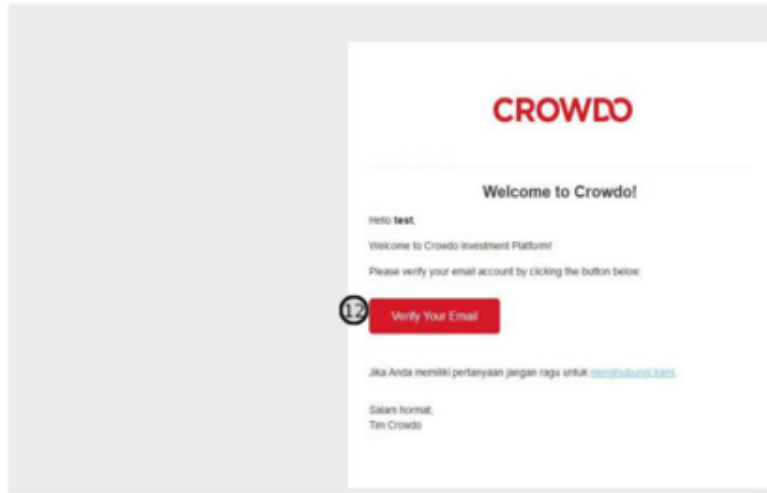 CROWDO
Welcome to Crowdo!
Hello test,
Welcome to Crowdo Investment Platform!
Please verify your email account by clicking the button below:
12 Verify Your Email
Jika Anda memiliki pertanyaan jangan ragu untuk menghubungi kami.
Salam hormat,
Tim Crowdo